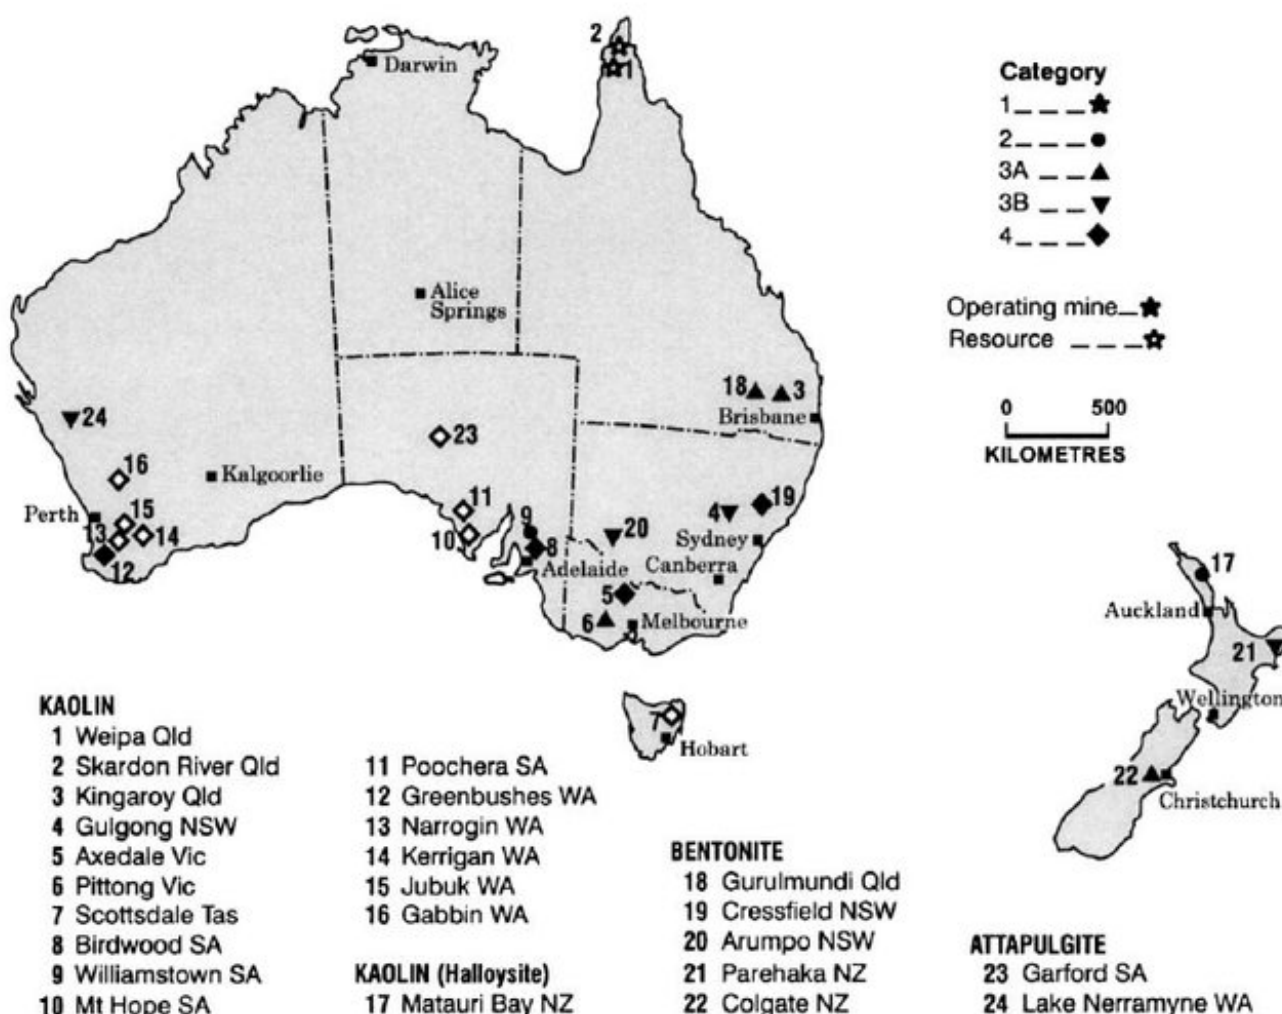 2
1
Darwin
Alice
Springs
18
3
Brisbane
24
23
16
Kalgoorlie
11
19
Perth
15
9
4
13
14
10
20
Sydney
8
12
Adelaide
Canberra
5
6
Melbourne
7
Hobart
Category
1
2
3A
3B
4
Operating mine
Resource
0 500
KILOMETRES
17
Auckland
21
Wellington
22
Christchurch
KAOLIN
1 Weipa Qld
2 Skardon River Qld
3 Kingaroy Qld
4 Gulgong NSW
5 Axedale Vic
6 Pittong Vic
7 Scottsdale Tas
8 Birdwood SA
9 Williamstown SA
10 Mt Hope SA
11 Poochera SA
12 Greenbushes WA
13 Narrogin WA
14 Kerrigan WA
15 Jubuk WA
16 Gabbin WA
KAOLIN (Halloysite)
17 Matauri Bay NZ
BENTONITE
18 Gurulmundi Qld
19 Cressfield NSW
20 Arumpo NSW
21 Parehaka NZ
22 Colgate NZ
ATTAPULGITE
23 Garford SA
24 Lake Nerramyne WA